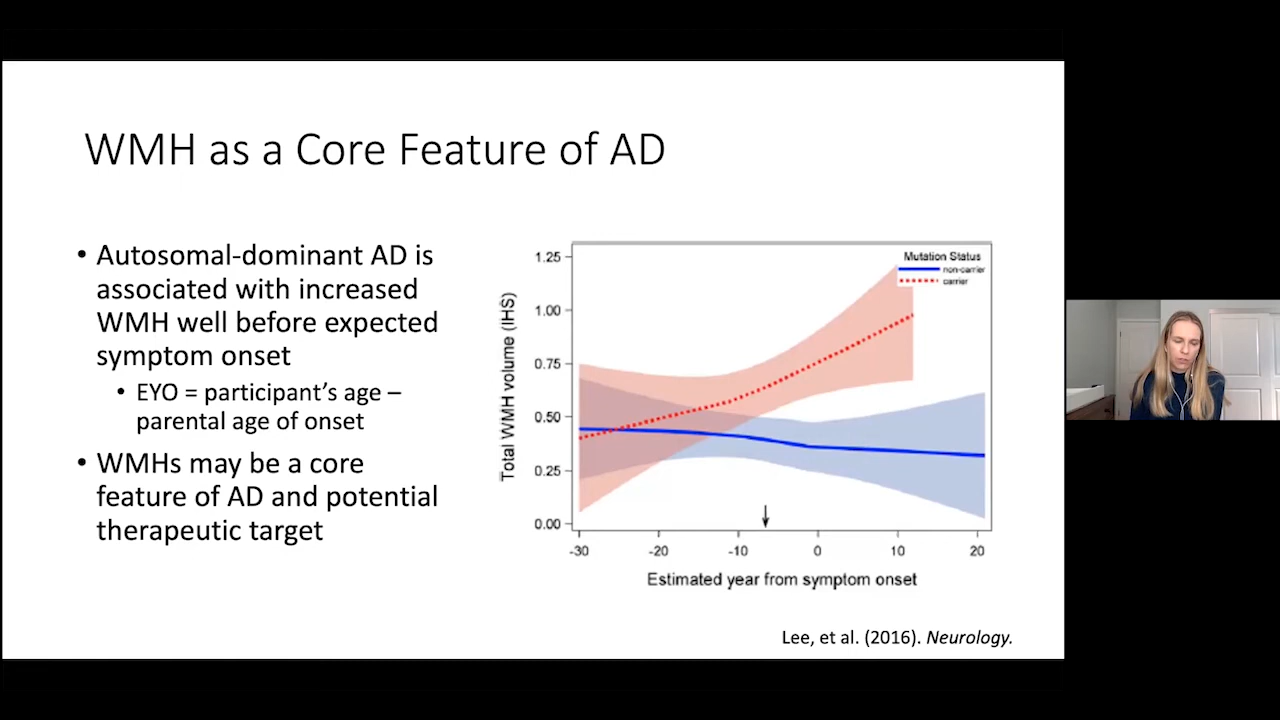 WMH as a Core Feature of AD
• Autosomal-dominant AD is
associated with increased
WMH well before expected
symptom onset
• EYO = participant's age –
parental age of onset
• WMHs may be a core
feature of AD and potential
therapeutic target
Total WMH volume (IHS)
1.25
1.00
0.75
0.50
0.25
0.00
Mutation Status
non-carrier
carrier
-30 -20 -10 0 10 20
Estimated year from symptom onset
Lee, et al. (2016). Neurology.